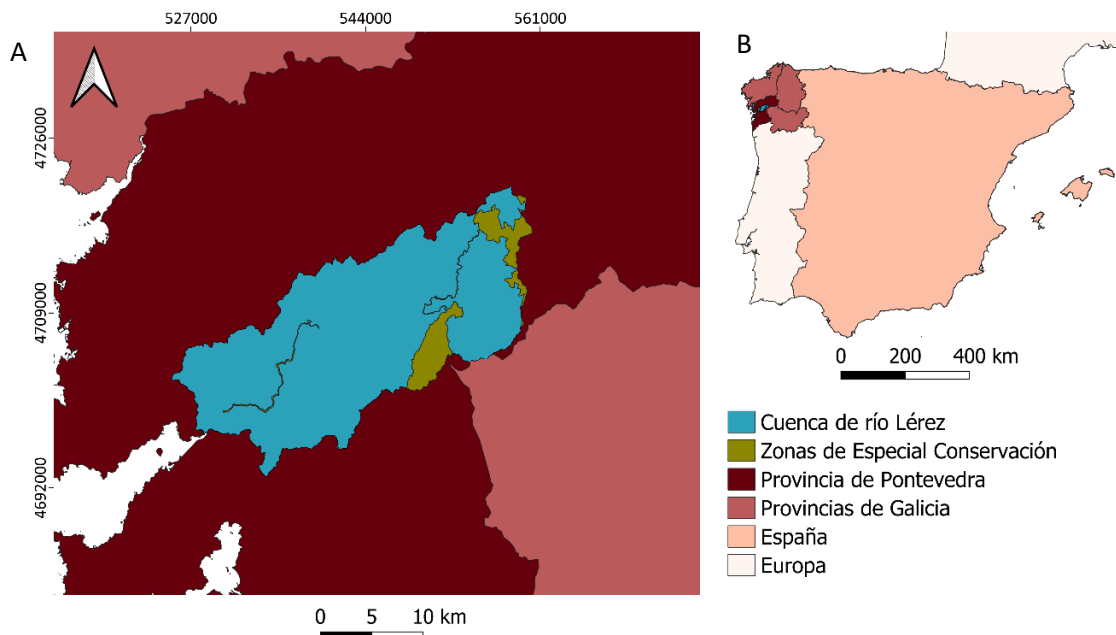 A
527000
544000
561000
4726000
4709000
4692000
0 5 10 km
B
0 200 400 km
Cuenca de río Lérez
Zonas de Especial Conservación
Provincia de Pontevedra
Provincias de Galicia
España
Europa